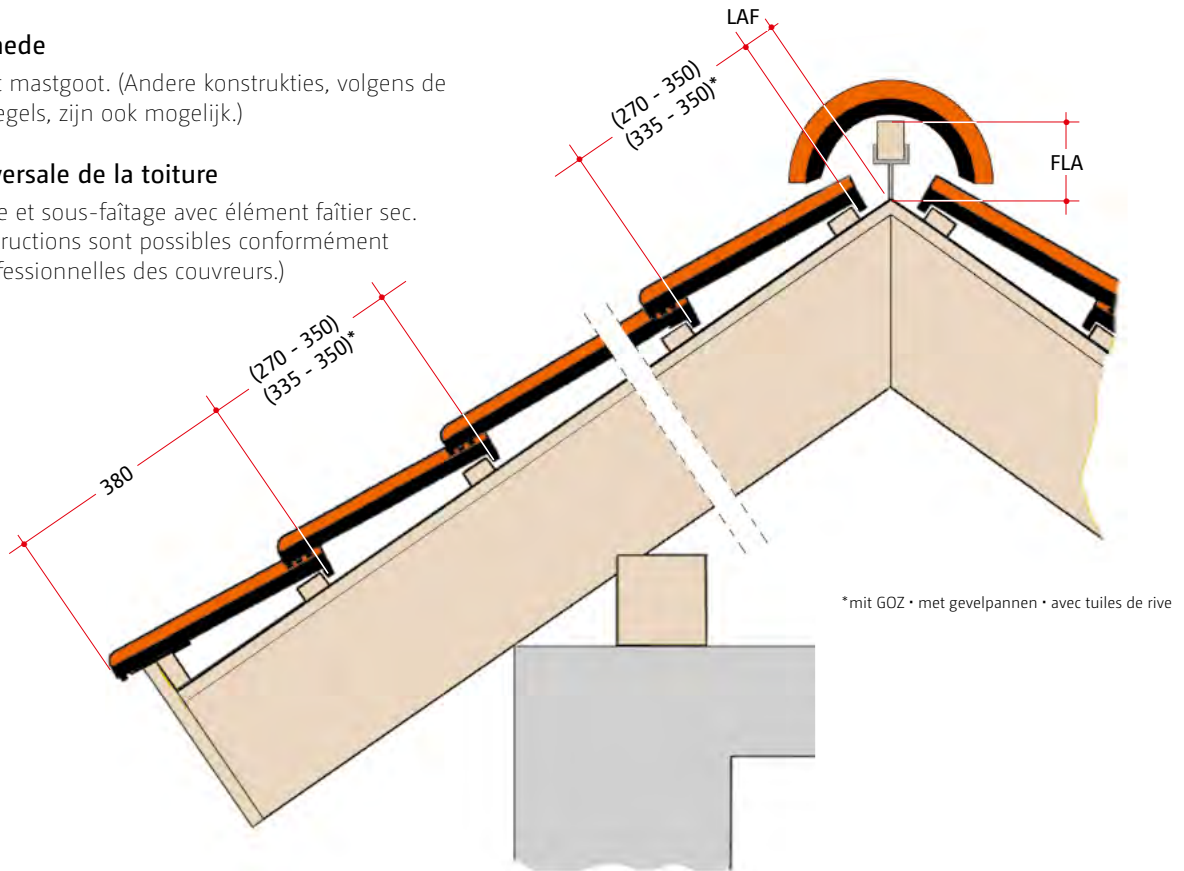 nede
mastgoot. (Andere konstrukties, volgens de
egels, zijn ook mogelijk.)
versale de la toiture
e et sous-faîtage avec élément faîtier sec.
ructions sont possibles conformément
fessionnelles des couvreurs.)
LAF
(270 - 350)
(335 - 350)*
FLA
(270 - 350)
(335 - 350)*
380
*mit GOZ • met gevelpannen • avec tuiles de rive